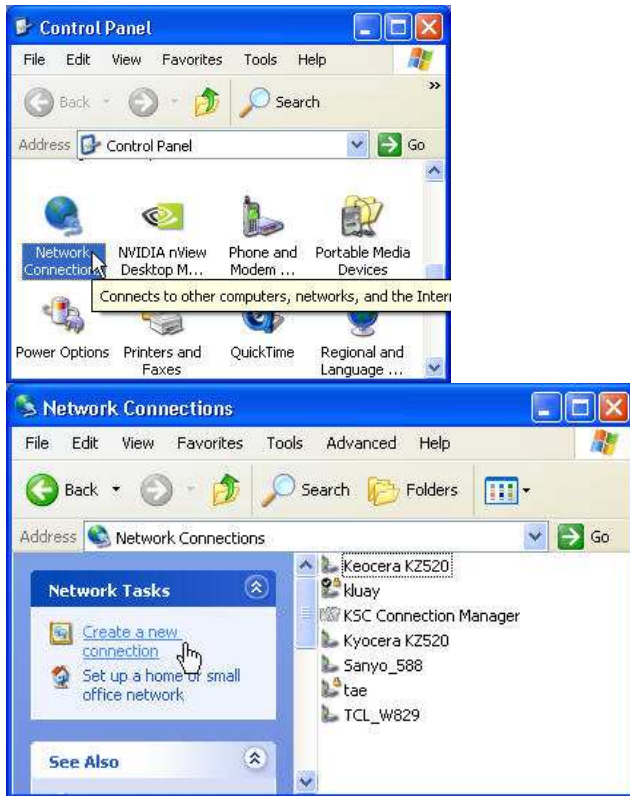 Control Panel
File Edit View Favorites Tools Help
Back Search »
Address Control Panel Go
Network Connections NVIDIA nView Desktop M... Phone and Modem ... Portable Media Devices
Connects to other computers, networks, and the Inter
Power Options Printers and Faxes QuickTime Regional and Language ...
Network Connections
File Edit View Favorites Tools Advanced Help
Back Search Folders
Address Network Connections Go
Network Tasks
Create a new
connection
Set up a home or small
office network
See Also
Keocera KZ520
kluay
KSC Connection Manager
Kyocera KZ520
Sanyo_588
tae
TCL_W829